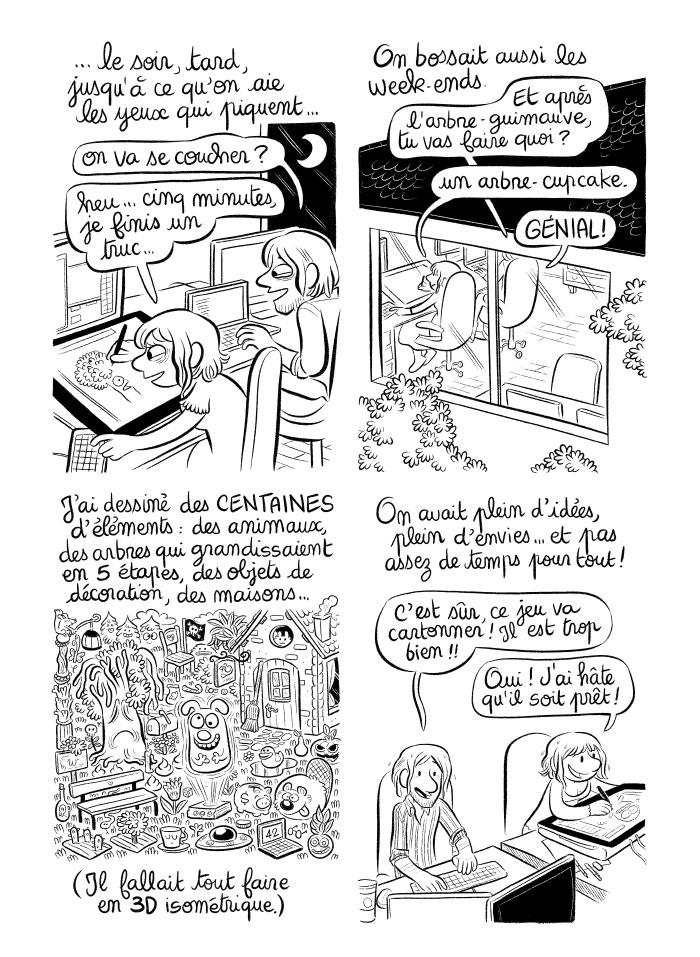 ... le soir, tard,
jusqu'à ce qu'on aie
les yeux qui piquent...
on va se coucher ?
heu... cinq minutes,
je finis un
truc...
On bossait aussi les
week-ends.
Et après
l'arbre-guimauve,
tu vas faire quoi ?
un arbre-cupcake.
GÉNIAL !
J'ai dessiné des CENTAINES
d'éléments : des animaux,
des arbres qui grandissaient
en 5 étapes, des objets de
décoration, des maisons...
42
(Il fallait tout faire
en 3D isométrique.)
On avait plein d'idées,
plein d'envies... et pas
assez de temps pour tout !
C'est sûr, ce jeu va
cartonner ! Il est trop
bien !!
Oui ! J'ai hâte
qu'il soit prêt !